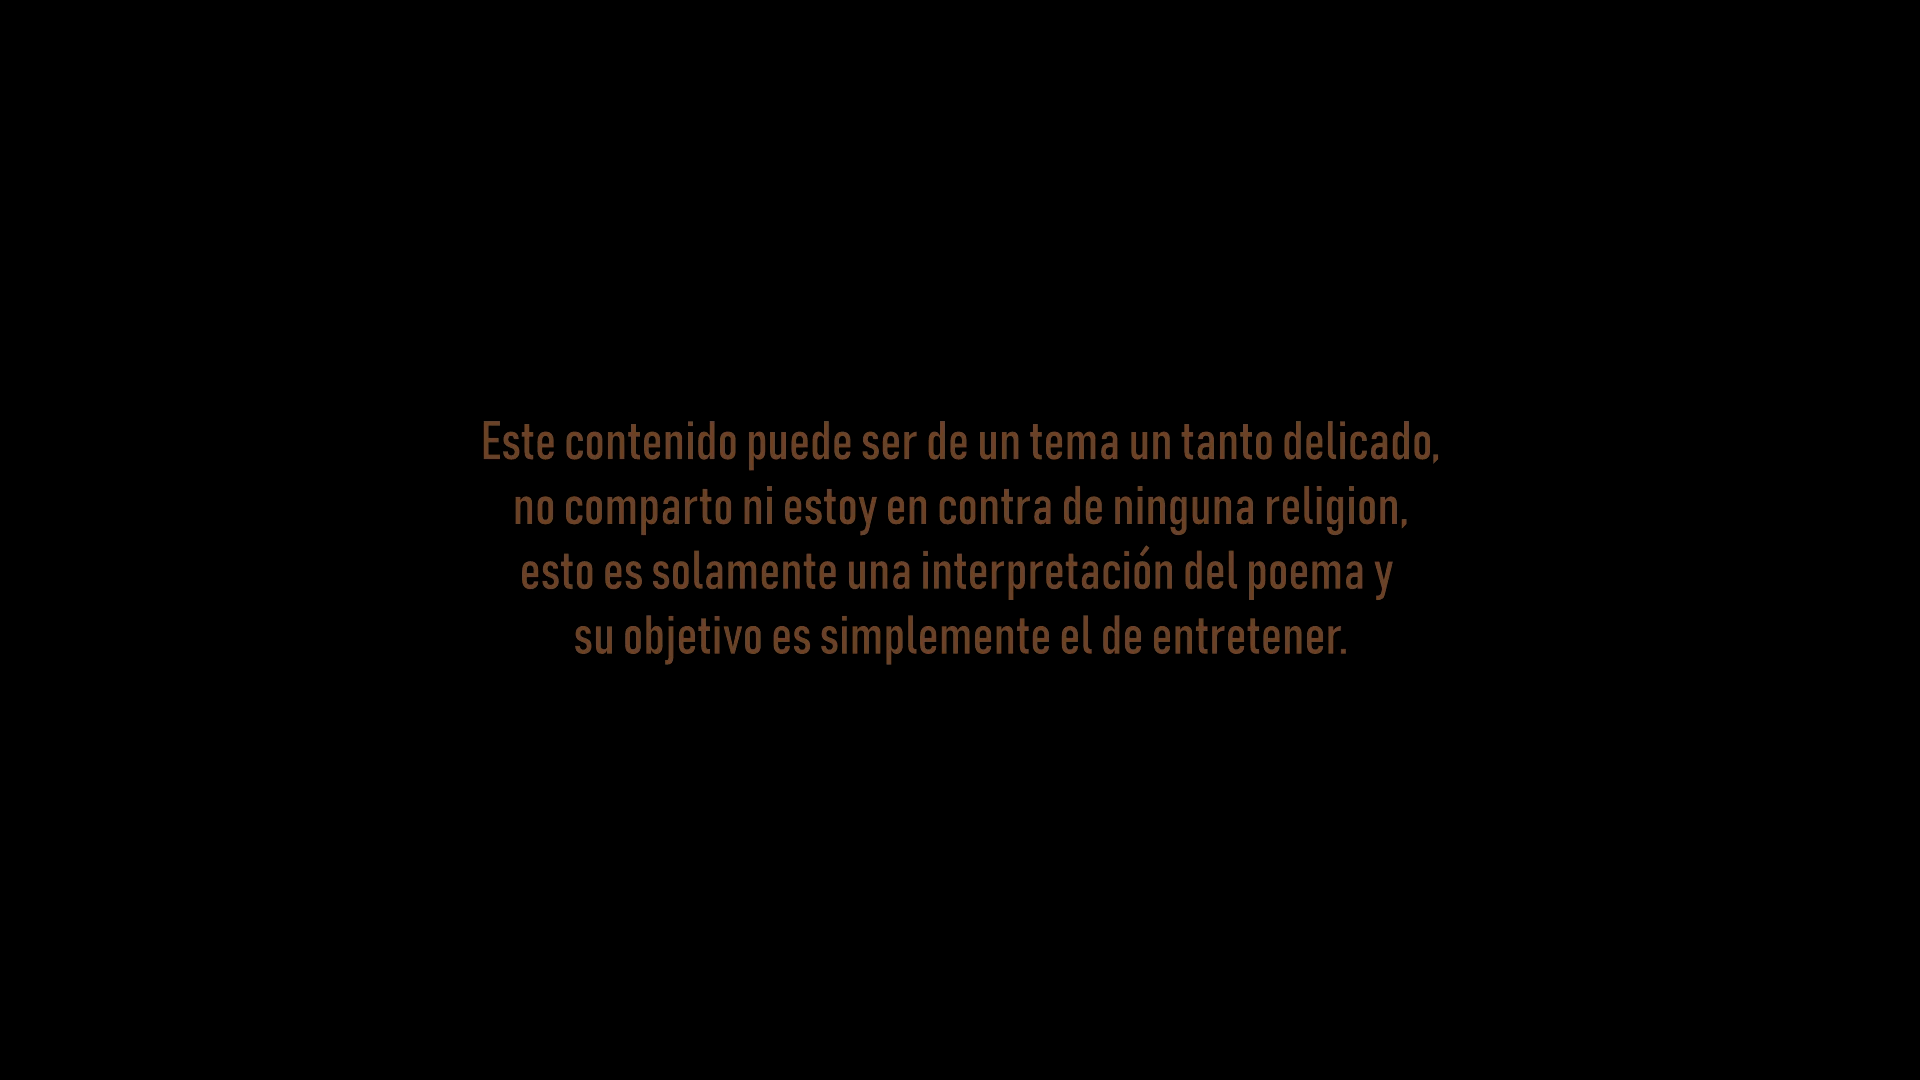 Este contenido puede ser de un tema un tanto delicado,
no comparto ni estoy en contra de ninguna religion,
esto es solamente una interpretación del poema y
su objetivo es simplemente el de entretener.